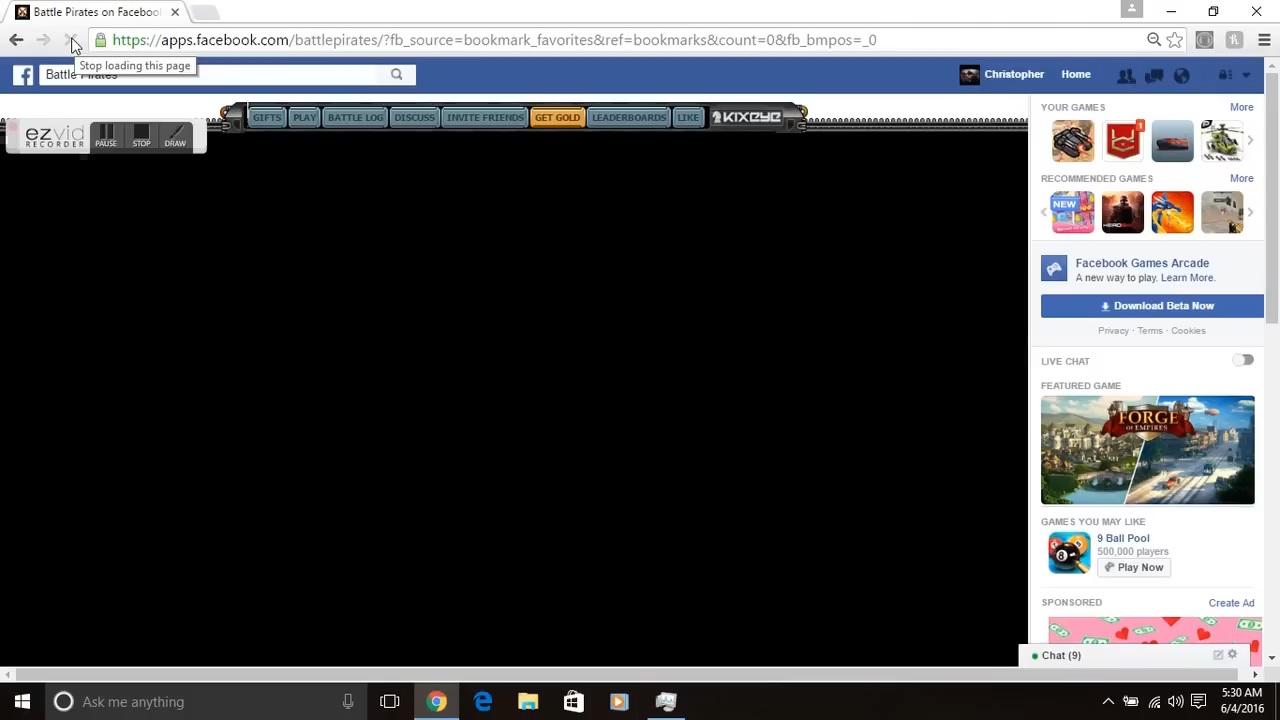 Battle Pirates on Faceboo
https://apps.facebook.com/battlepirates/?fb_source=bookmark_favorites&ref=bookmarks&count=0&fb_bmpos=_0
Stop loading this page
Battle Pirates
Christopher
Home
GIFTS
PLAY
BATTLE LOG
DISCUSS
INVITE FRIENDS
GET GOLD
LEADERBOARDS
LIKE
KIXEYE
ezvid
RECORDER
PAUSE
STOP
DRAW
YOUR GAMES
More
1
RECOMMENDED GAMES
More
NEW
Facebook Games Arcade
A new way to play. Learn More.
Download Beta Now
Privacy · Terms · Cookies
LIVE CHAT
FEATURED GAME
FORGE
OF EMPIRES
GAMES YOU MAY LIKE
9 Ball Pool
500,000 players
Play Now
SPONSORED
Create Ad
Chat (9)
Ask me anything
5:30 AM
6/4/2016